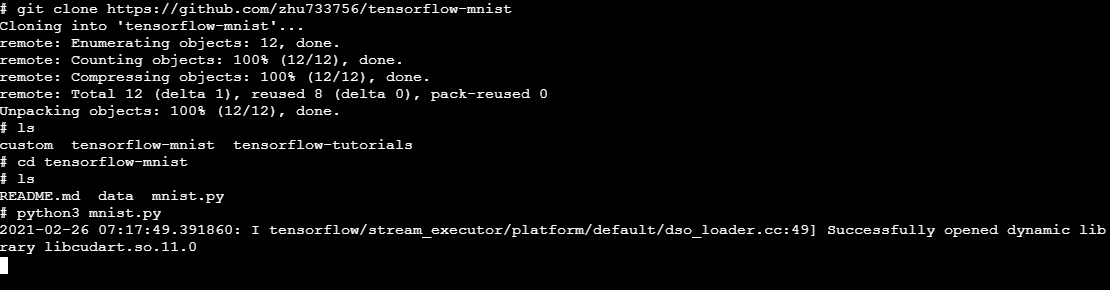 # git clone https://github.com/zhu733756/tensorflow-mnist
Cloning into 'tensorflow-mnist'...
remote: Enumerating objects: 12, done.
remote: Counting objects: 100% (12/12), done.
remote: Compressing objects: 100% (12/12), done.
remote: Total 12 (delta 1), reused 8 (delta 0), pack-reused 0
Unpacking objects: 100% (12/12), done.
# ls
custom  tensorflow-mnist  tensorflow-tutorials
# cd tensorflow-mnist
# ls
README.md  data  mnist.py
# python3 mnist.py
2021-02-26 07:17:49.391860: I tensorflow/stream_executor/platform/default/dso_loader.cc:49] Successfully opened dynamic lib
rary libcudart.so.11.0